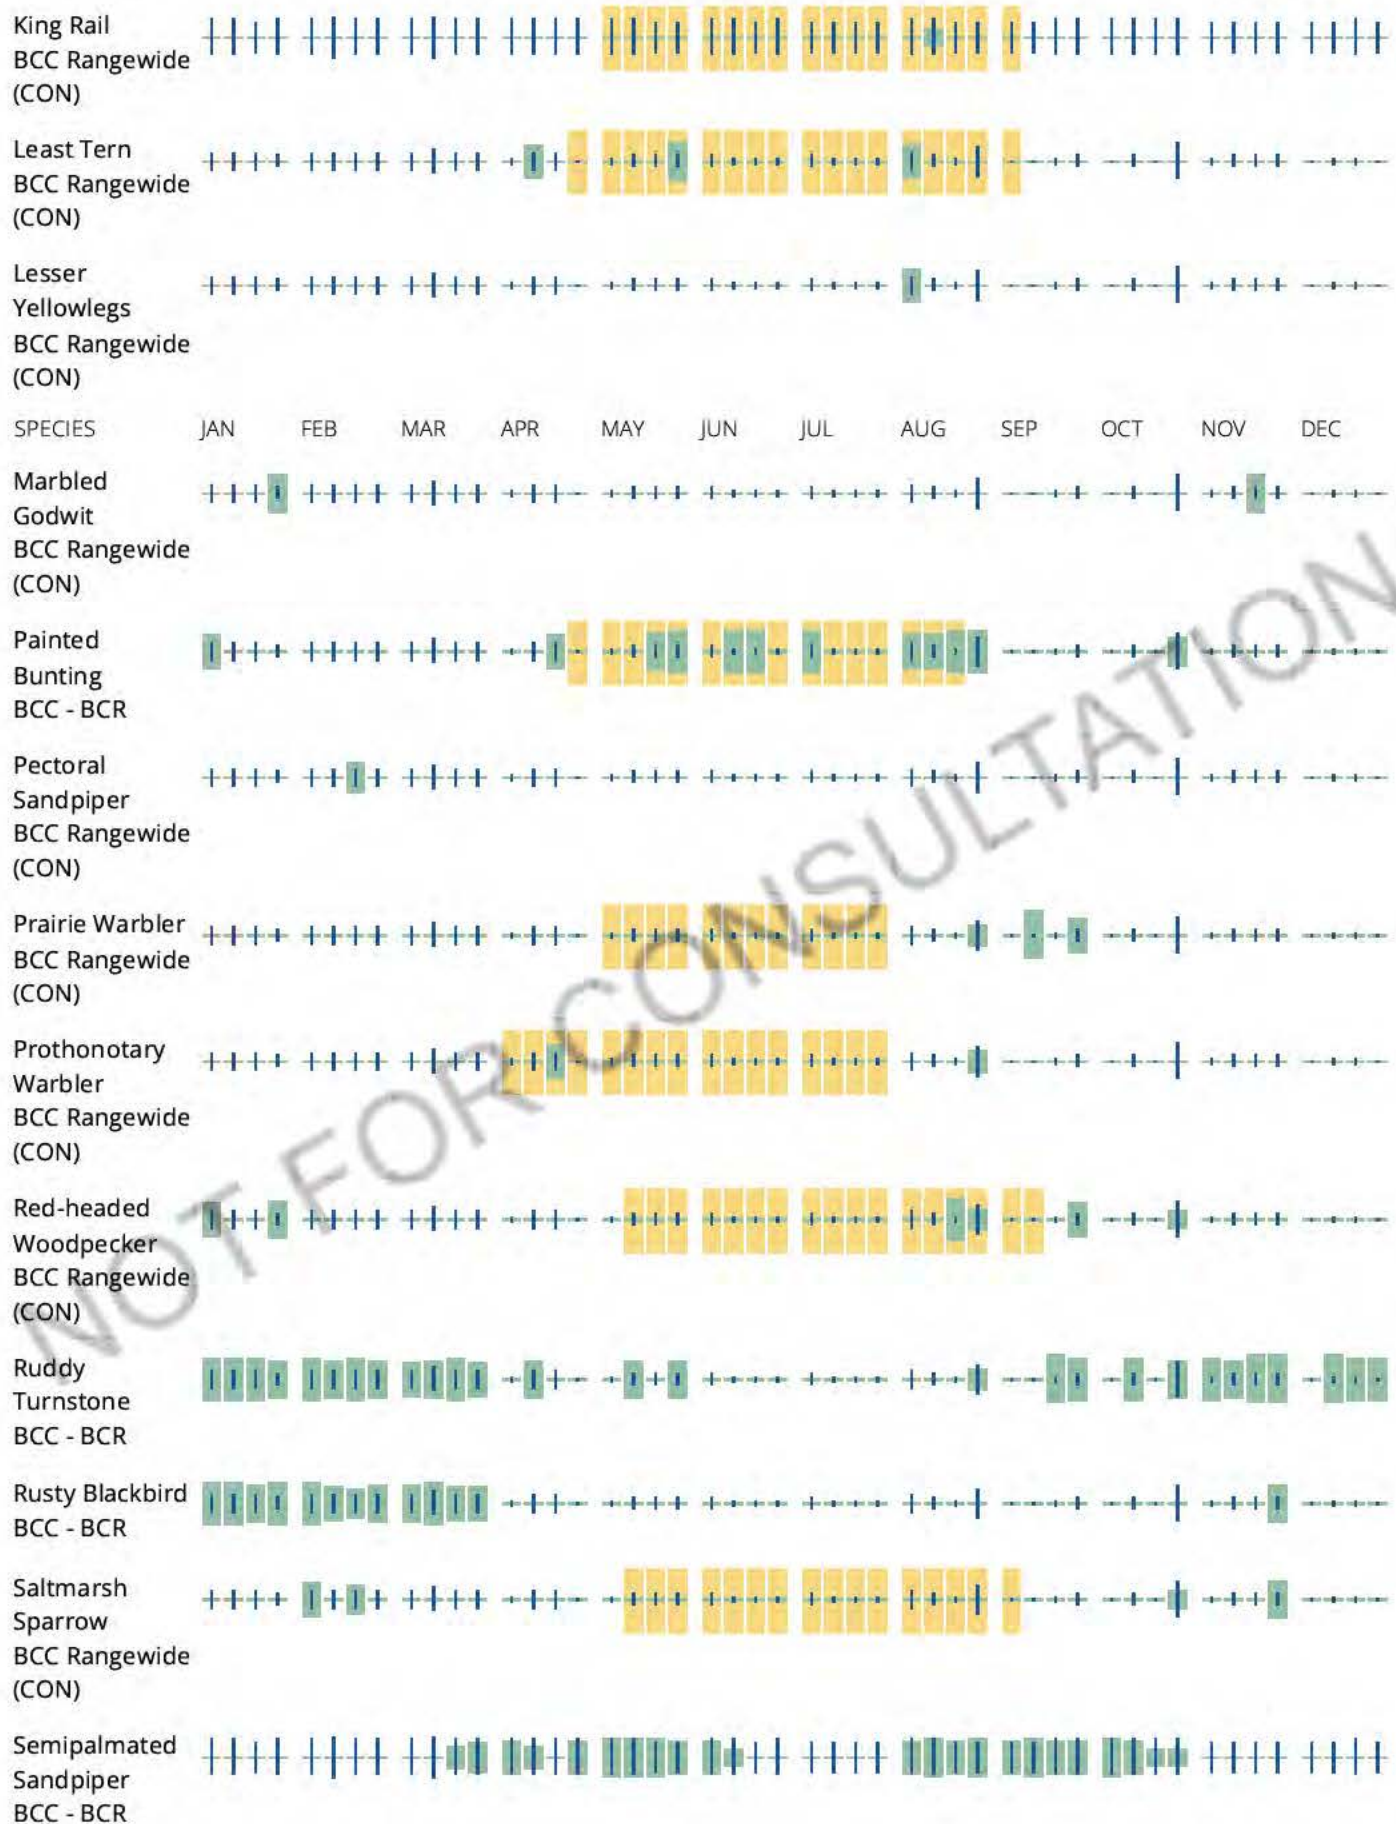 King Rail
BCC Rangewide
(CON)
Least Tern
BCC Rangewide
(CON)
Lesser
Yellowlegs
BCC Rangewide
(CON)
SPECIES JAN FEB MAR APR MAY JUN JUL AUG SEP OCT NOV DEC
Marbled
Godwit
BCC Rangewide
(CON)
Painted
Bunting
BCC - BCR
Pectoral
Sandpiper
BCC Rangewide
(CON)
Prairie Warbler
BCC Rangewide
(CON)
Prothonotary
Warbler
BCC Rangewide
(CON)
Red-headed
Woodpecker
BCC Rangewide
(CON)
Ruddy
Turnstone
BCC - BCR
Rusty Blackbird
BCC - BCR
Saltmarsh
Sparrow
BCC Rangewide
(CON)
Semipalmated
Sandpiper
BCC - BCR
NOT FOR CONSULTATION